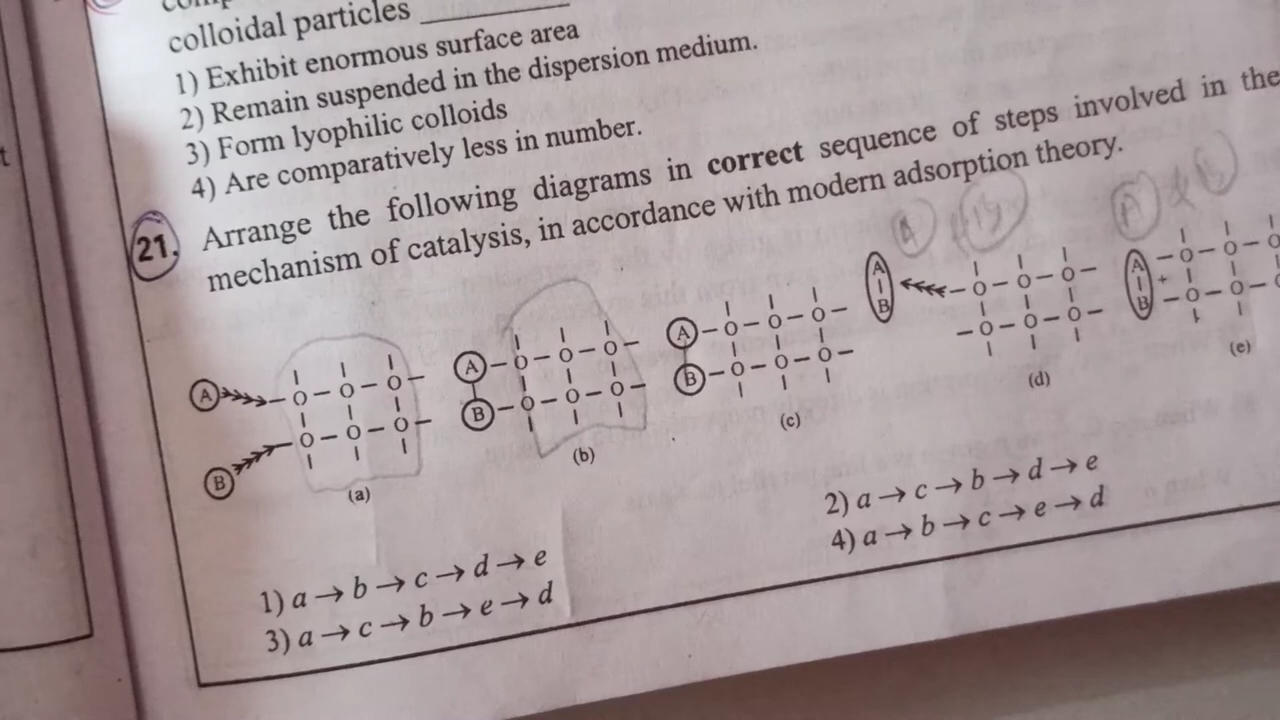 colloidal particles
1) Exhibit enormous surface area
2) Remain suspended in the dispersion medium.
3) Form lyophilic colloids
4) Are comparatively less in number.
21. Arrange the following diagrams in correct sequence of steps involved in the
mechanism of catalysis, in accordance with modern adsorption theory.
A O O O
B O O O
(a)
A O O O
B O O O
(b)
A O O O
B O O O
(c)
A B O O O
O O O
(d)
A B O O O
O O O
(e)
1) a → b → c → d → e
2) a → c → b → d → e
3) a → c → b → e → d
4) a → b → c → e → d